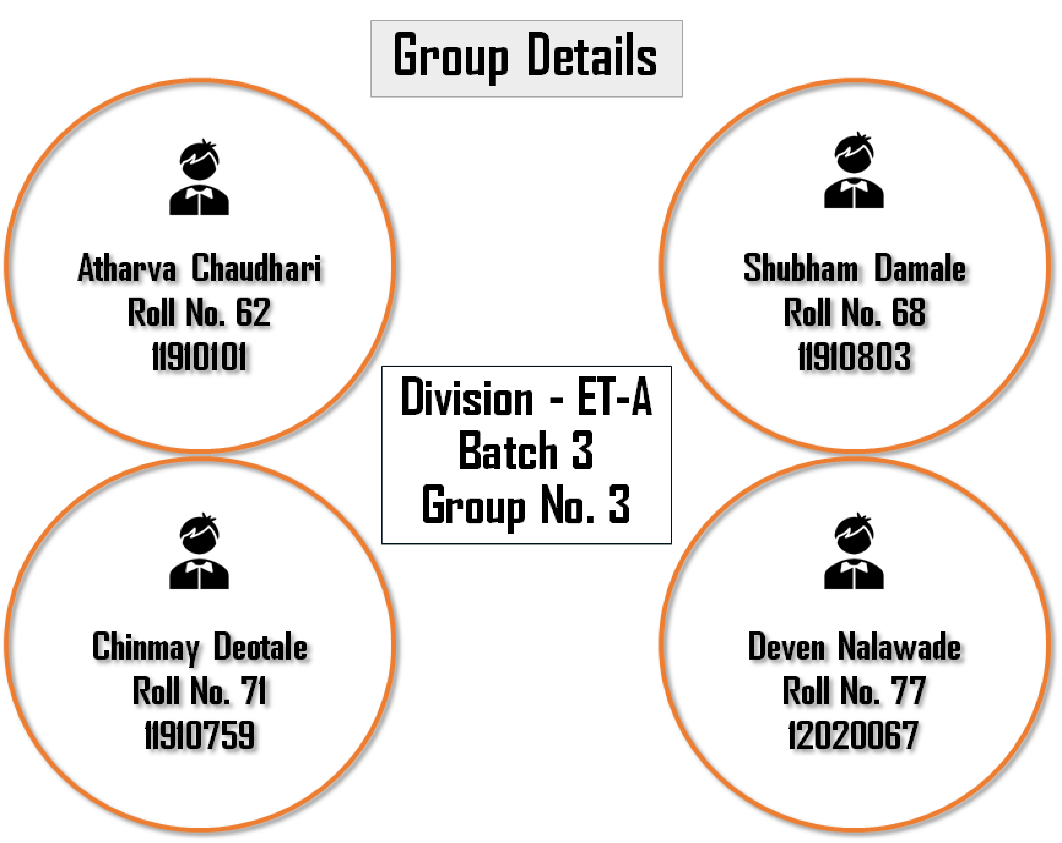 Group Details
Atharva Chaudhari
Roll No. 62
11910101
Shubham Damale
Roll No. 68
11910803
Division - ET-A
Batch 3
Group No. 3
Chinmay Deotale
Roll No. 71
11910759
Deven Nalawade
Roll No. 77
12020067